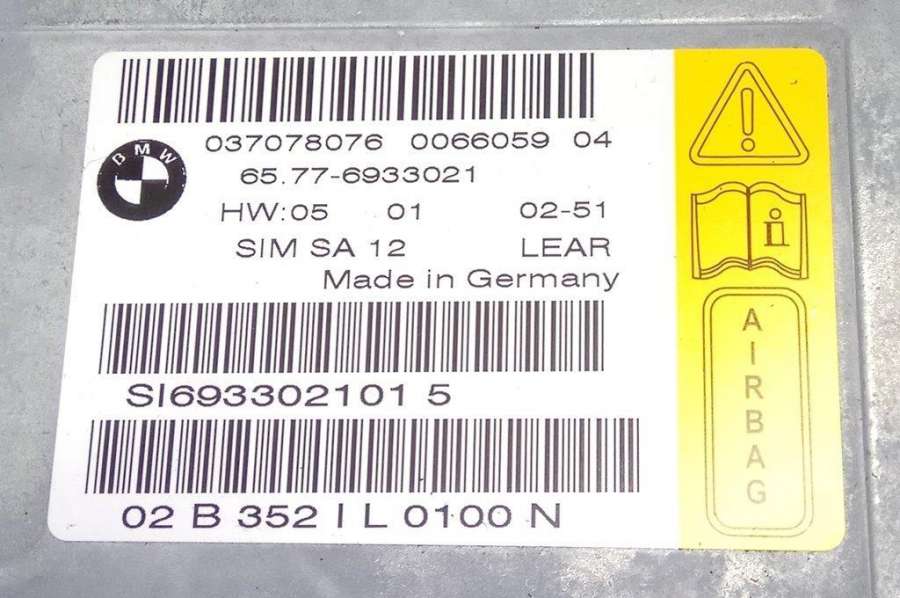 037078076 0066059 04
BMW
65.77-6933021
HW:05 01 02-51
SIM SA 12 LEAR
Made in Germany
SI693302101 5
02 B 352 I L 0100 N
i
AIRBAG